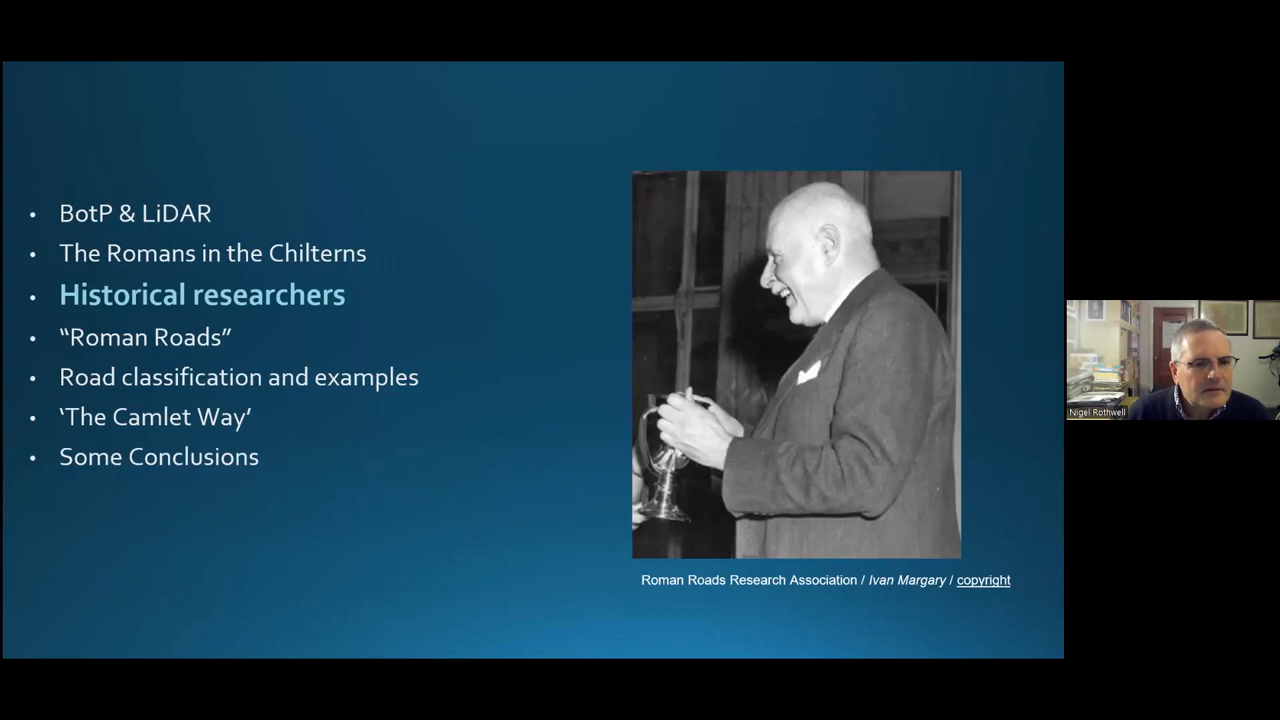 BotP & LiDAR
The Romans in the Chilterns
Historical researchers
“Roman Roads”
Road classification and examples
‘The Camlet Way’
Some Conclusions
Roman Roads Research Association / Ivan Margary / copyright
Nigel Rothwell